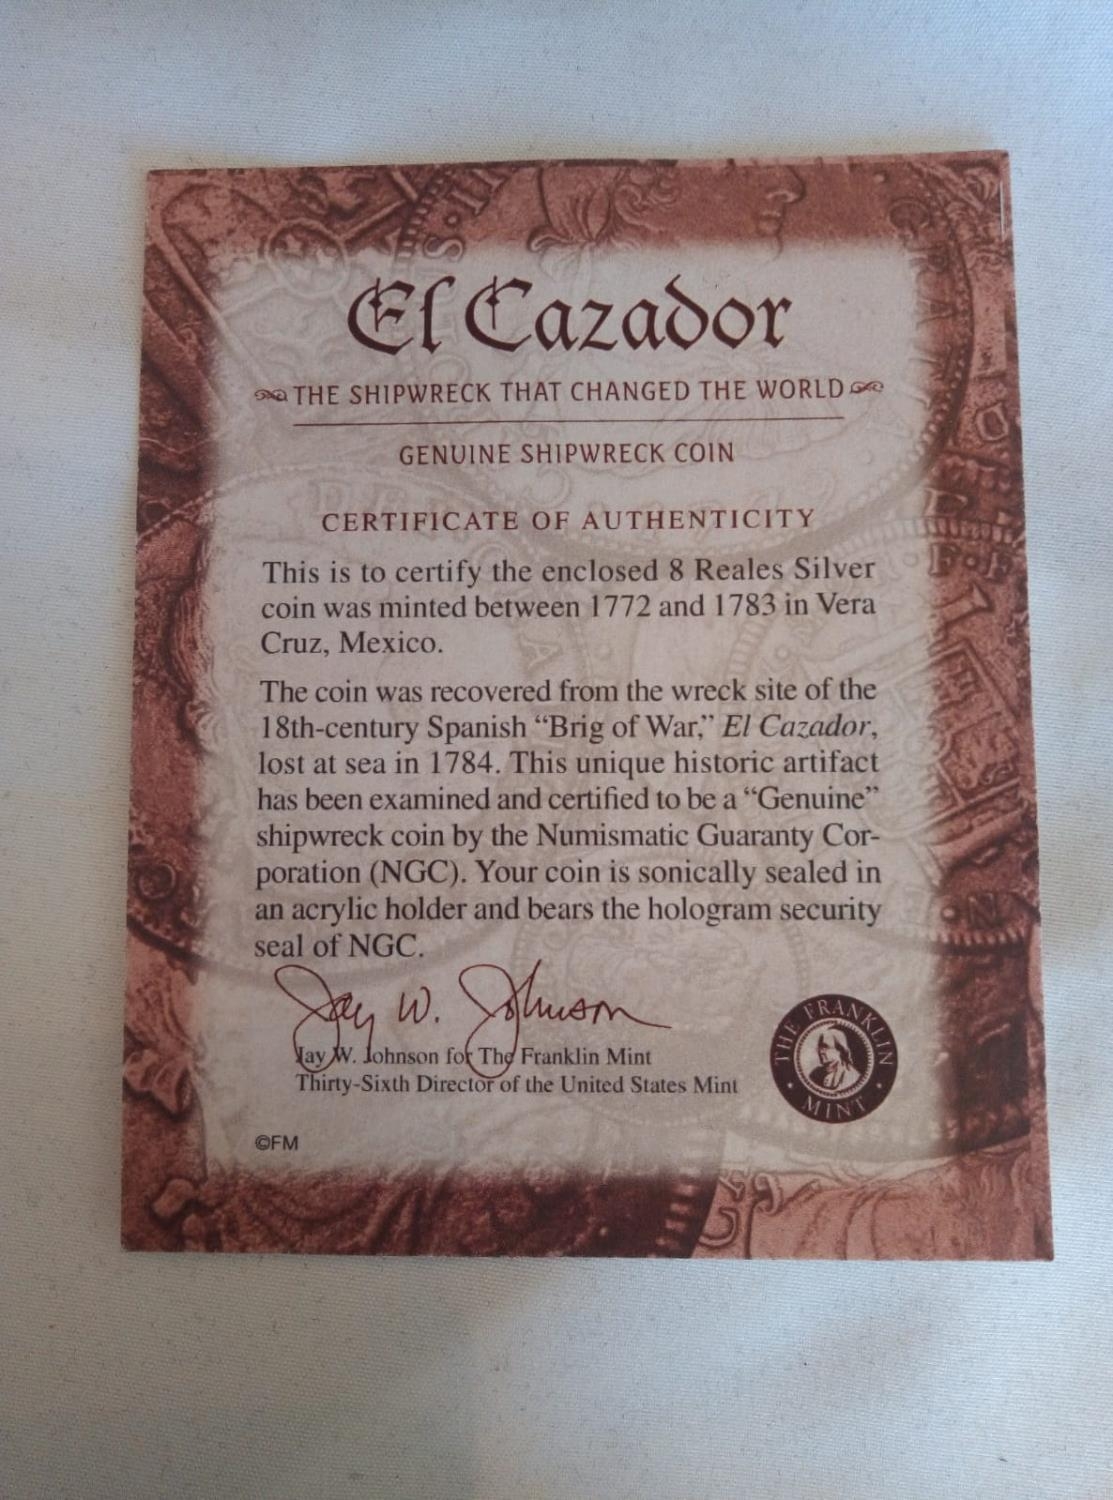 El Cazador
THE SHIPWRECK THAT CHANGED THE WORLD
GENUINE SHIPWRECK COIN
CERTIFICATE OF AUTHENTICITY
This is to certify the enclosed 8 Reales Silver
coin was minted between 1772 and 1783 in Vera
Cruz, Mexico.
The coin was recovered from the wreck site of the
18th-century Spanish “Brig of War,” El Cazador,
lost at sea in 1784. This unique historic artifact
has been examined and certified to be a “Genuine”
shipwreck coin by the Numismatic Guaranty Cor-
poration (NGC). Your coin is sonically sealed in
an acrylic holder and bears the hologram security
seal of NGC.
Jay W. Johnson
Jay W. Johnson for The Franklin Mint
Thirty-Sixth Director of the United States Mint
THE FRANKLIN
· MINT ·
©FM